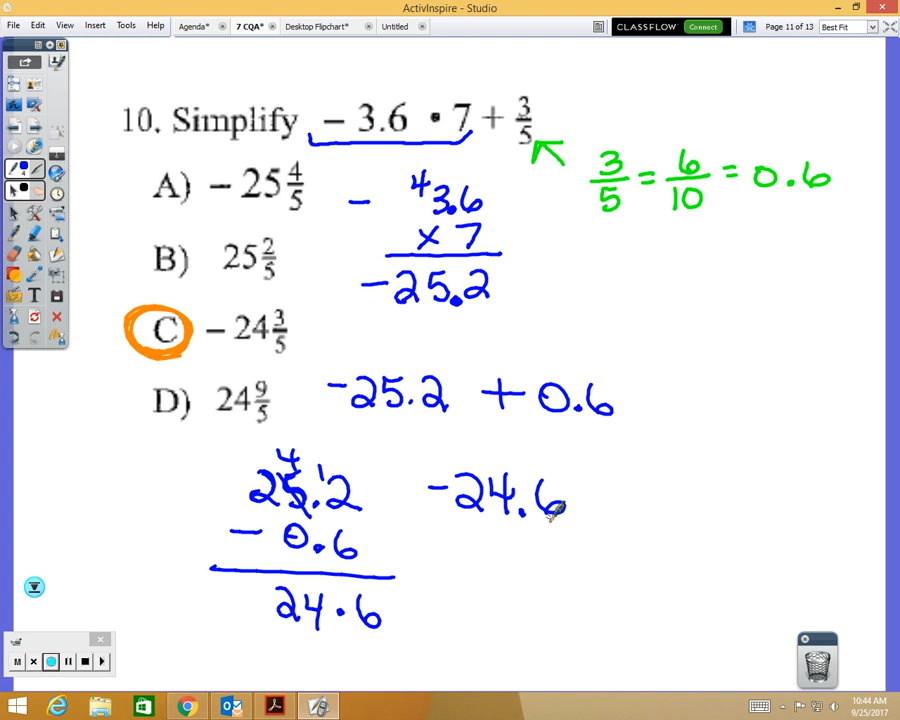 ActivInspire - Studio
File Edit View Insert Tools Help
Agenda* 7 CQA* Desktop Flipchart* Untitled
CLASSFLOW Connect
Page 11 of 13
Best Fit
10. Simplify - 3.6 • 7 + 3/5
A) - 25 4/5
B) 25 2/5
C - 24 3/5
D) 24 9/5
3/5 = 6/10 = 0.6
4
- 3.6
x 7
-25.2
-25.2 + 0.6
4 1
25.2
- 0.6
24.6
-24.6
4
T
M
10:44 AM
9/25/2017